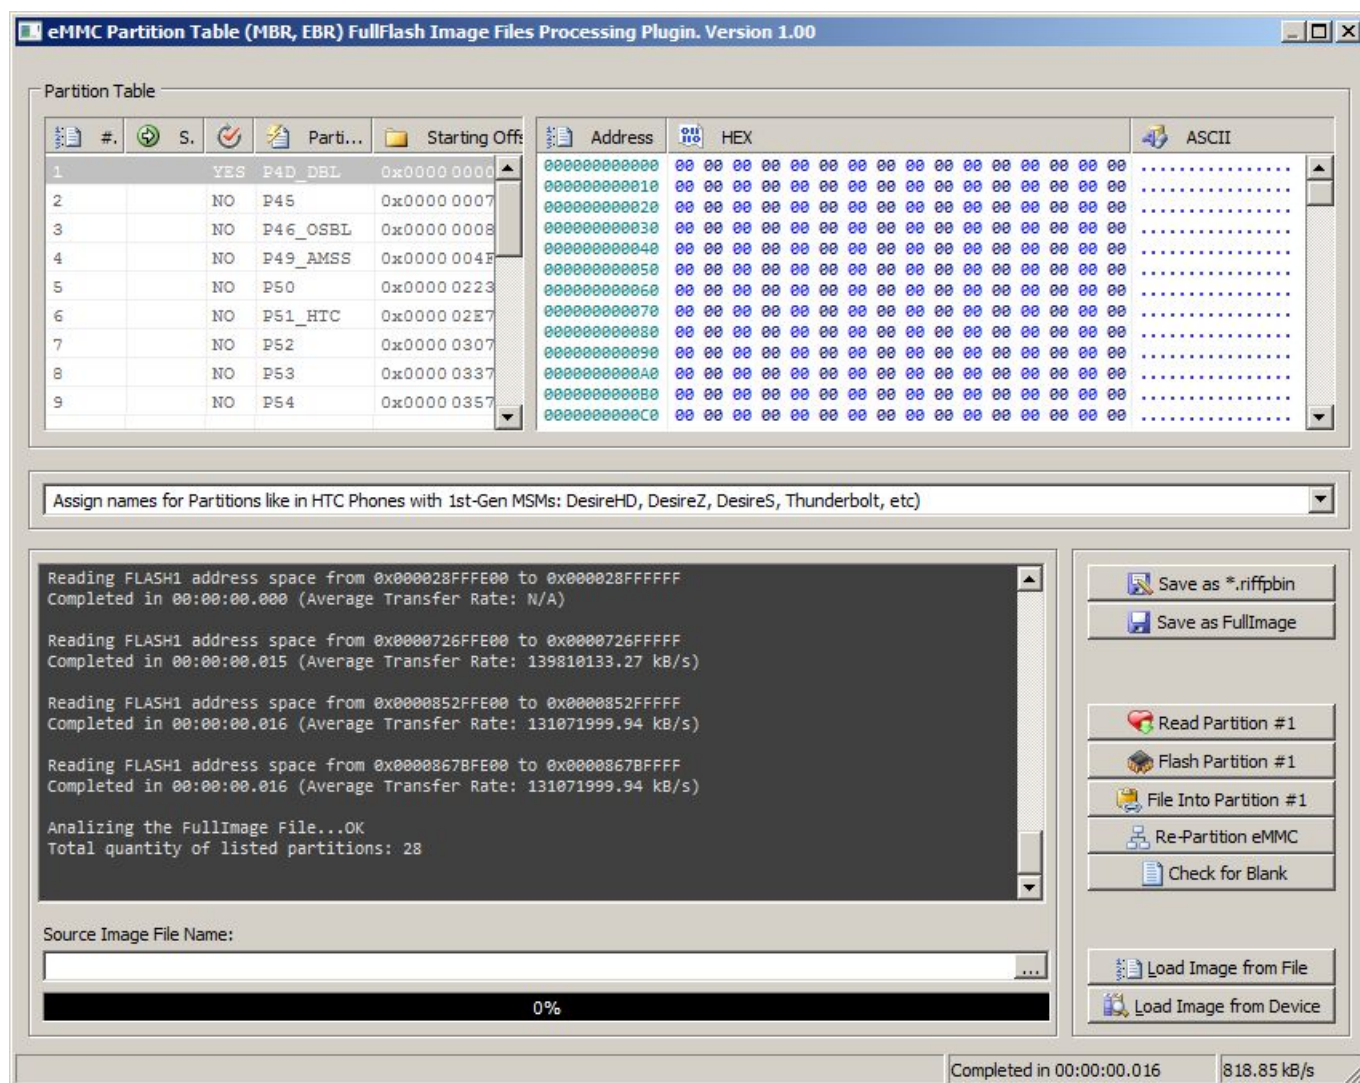 eMMC Partition Table (MBR, EBR) FullFlash Image Files Processing Plugin. Version 1.00
Partition Table
#. S. Parti... Starting Offs
1 YES P4D_DBL 0x0000 0000
2 NO P45 0x0000 0007
3 NO P46_OSBL 0x0000 0008
4 NO P49_AMSS 0x0000 004F
5 NO P50 0x0000 0223
6 NO P51_HTC 0x0000 02E7
7 NO P52 0x0000 0307
8 NO P53 0x0000 0337
9 NO P54 0x0000 0357
Address HEX ASCII
000000000000 00 00 00 00 00 00 00 00 00 00 00 00 00 00 00 00 ................
000000000010 00 00 00 00 00 00 00 00 00 00 00 00 00 00 00 00 ................
000000000020 00 00 00 00 00 00 00 00 00 00 00 00 00 00 00 00 ................
000000000030 00 00 00 00 00 00 00 00 00 00 00 00 00 00 00 00 ................
000000000040 00 00 00 00 00 00 00 00 00 00 00 00 00 00 00 00 ................
000000000050 00 00 00 00 00 00 00 00 00 00 00 00 00 00 00 00 ................
000000000060 00 00 00 00 00 00 00 00 00 00 00 00 00 00 00 00 ................
000000000070 00 00 00 00 00 00 00 00 00 00 00 00 00 00 00 00 ................
000000000080 00 00 00 00 00 00 00 00 00 00 00 00 00 00 00 00 ................
000000000090 00 00 00 00 00 00 00 00 00 00 00 00 00 00 00 00 ................
0000000000A0 00 00 00 00 00 00 00 00 00 00 00 00 00 00 00 00 ................
0000000000B0 00 00 00 00 00 00 00 00 00 00 00 00 00 00 00 00 ................
0000000000C0 00 00 00 00 00 00 00 00 00 00 00 00 00 00 00 00 ................
Assign names for Partitions like in HTC Phones with 1st-Gen MSMs: DesireHD, DesireZ, DesireS, Thunderbolt, etc)
Reading FLASH1 address space from 0x000028FFFE00 to 0x000028FFFFFF
Completed in 00:00:00.000 (Average Transfer Rate: N/A)
Reading FLASH1 address space from 0x0000726FFE00 to 0x0000726FFFFF
Completed in 00:00:00.015 (Average Transfer Rate: 139810133.27 kB/s)
Reading FLASH1 address space from 0x0000852FFE00 to 0x0000852FFFFF
Completed in 00:00:00.016 (Average Transfer Rate: 131071999.94 kB/s)
Reading FLASH1 address space from 0x0000867BFE00 to 0x0000867BFFFF
Completed in 00:00:00.016 (Average Transfer Rate: 131071999.94 kB/s)
Analizing the FullImage File...OK
Total quantity of listed partitions: 28
Source Image File Name:
...
0%
Save as *.riffpbin
Save as FullImage
Read Partition #1
Flash Partition #1
File Into Partition #1
Re-Partition eMMC
Check for Blank
Load Image from File
Load Image from Device
Completed in 00:00:00.016
818.85 kB/s